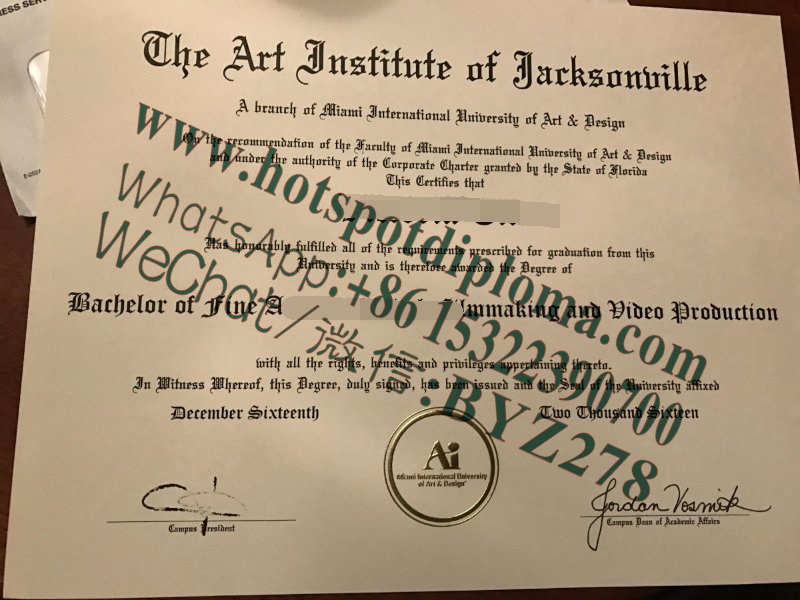 The Art Institute of Jacksonville
A branch of Miami International University of Art & Design
On the recommendation of the Faculty of Miami International University of Art & Design
and under the authority of the Corporate Charter granted by the State of Florida
This Certifies that
Has honorably fulfilled all of the requirements prescribed for graduation from this
University and is therefore awarded the Degree of
Bachelor of Fine A Filmmaking and Video Production
with all the rights, benefits and privileges appertaining thereto.
In Witness Whereof, this Degree, duly signed, has been issued and the Seal of the University affixed
December Sixteenth
Two Thousand Sixteen
Ai
Miami International University
of Art & Design
Campus President
Jordan Vosmik
Campus Dean of Academic Affairs
www.hotspotdiploma.com
WhatsApp:+86 15322390700
WeChat/微信:BYZ278